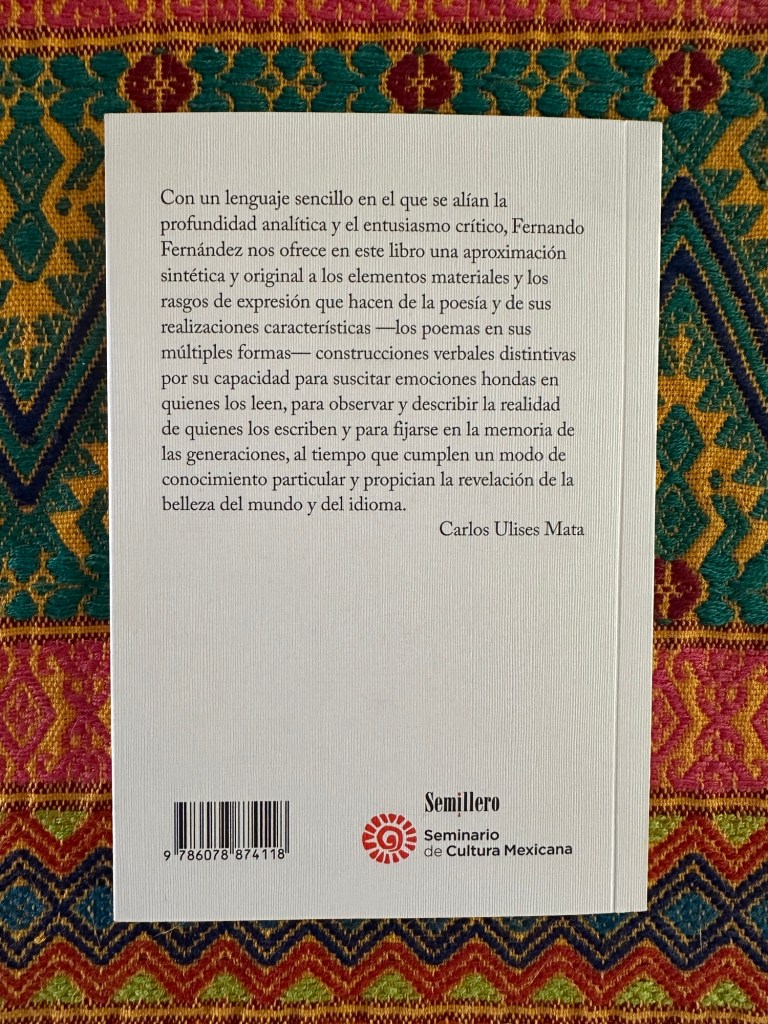 Con un lenguaje sencillo en el que se alían la
profundidad analítica y el entusiasmo crítico, Fernando
Fernández nos ofrece en este libro una aproximación
sintética y original a los elementos materiales y los
rasgos de expresión que hacen de la poesía y de sus
realizaciones características —los poemas en sus
múltiples formas— construcciones verbales distintivas
por su capacidad para suscitar emociones hondas en
quienes los leen, para observar y describir la realidad
de quienes los escriben y para fijarse en la memoria de
las generaciones, al tiempo que cumplen un modo de
conocimiento particular y propician la revelación de la
belleza del mundo y del idioma.
Carlos Ulises Mata
Semillero
Seminario
de Cultura Mexicana
9 786078 874118